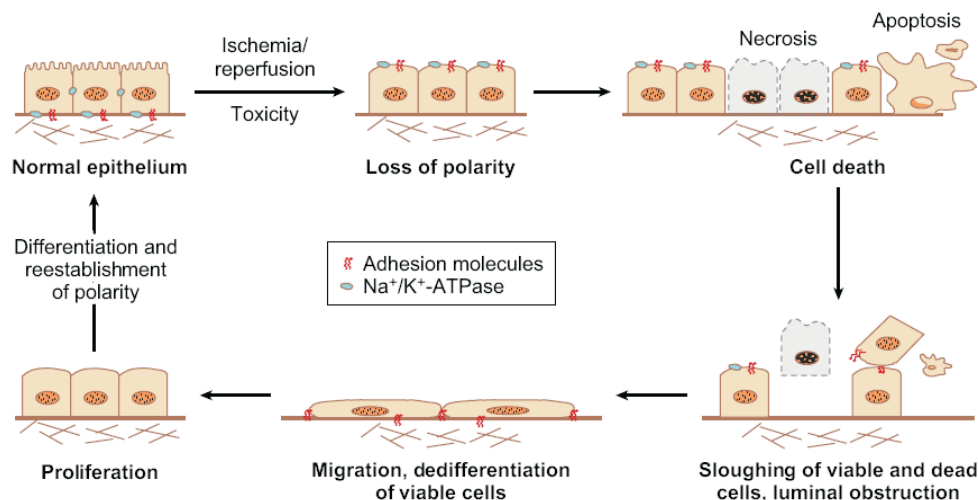 Ischemia/
reperfusion
Toxicity
Necrosis
Apoptosis
Normal epithelium
Loss of polarity
Cell death
Differentiation and
reestablishment
of polarity
Adhesion molecules
Na⁺/K⁺-ATPase
Proliferation
Migration, dedifferentiation
of viable cells
Sloughing of viable and dead
cells, luminal obstruction